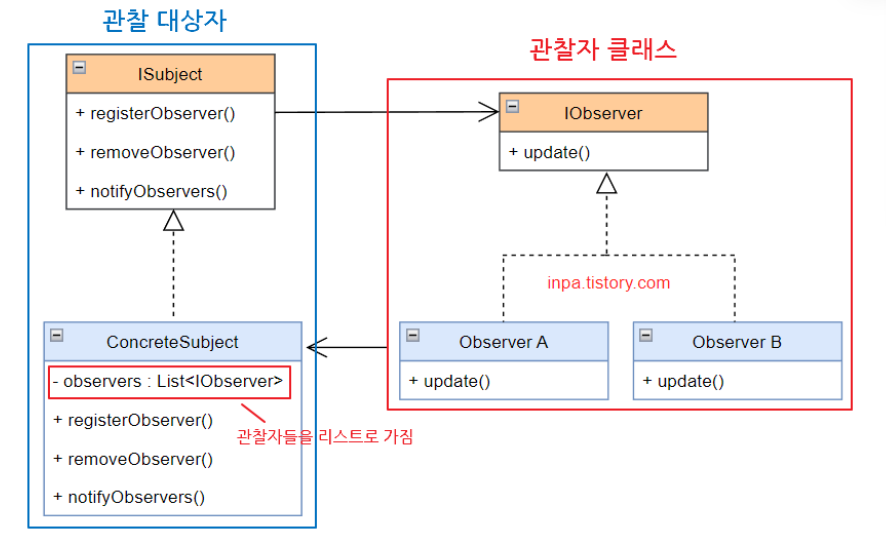 관찰 대상자
ISubject
+ registerObserver()
+ removeObserver()
+ notifyObservers()
관찰자 클래스
IObserver
+ update()
inpa.tistory.com
ConcreteSubject
- observers : List<IObserver>
+ registerObserver()
+ removeObserver()
+ notifyObservers()
관찰자들을 리스트로 가짐
Observer A
+ update()
Observer B
+ update()